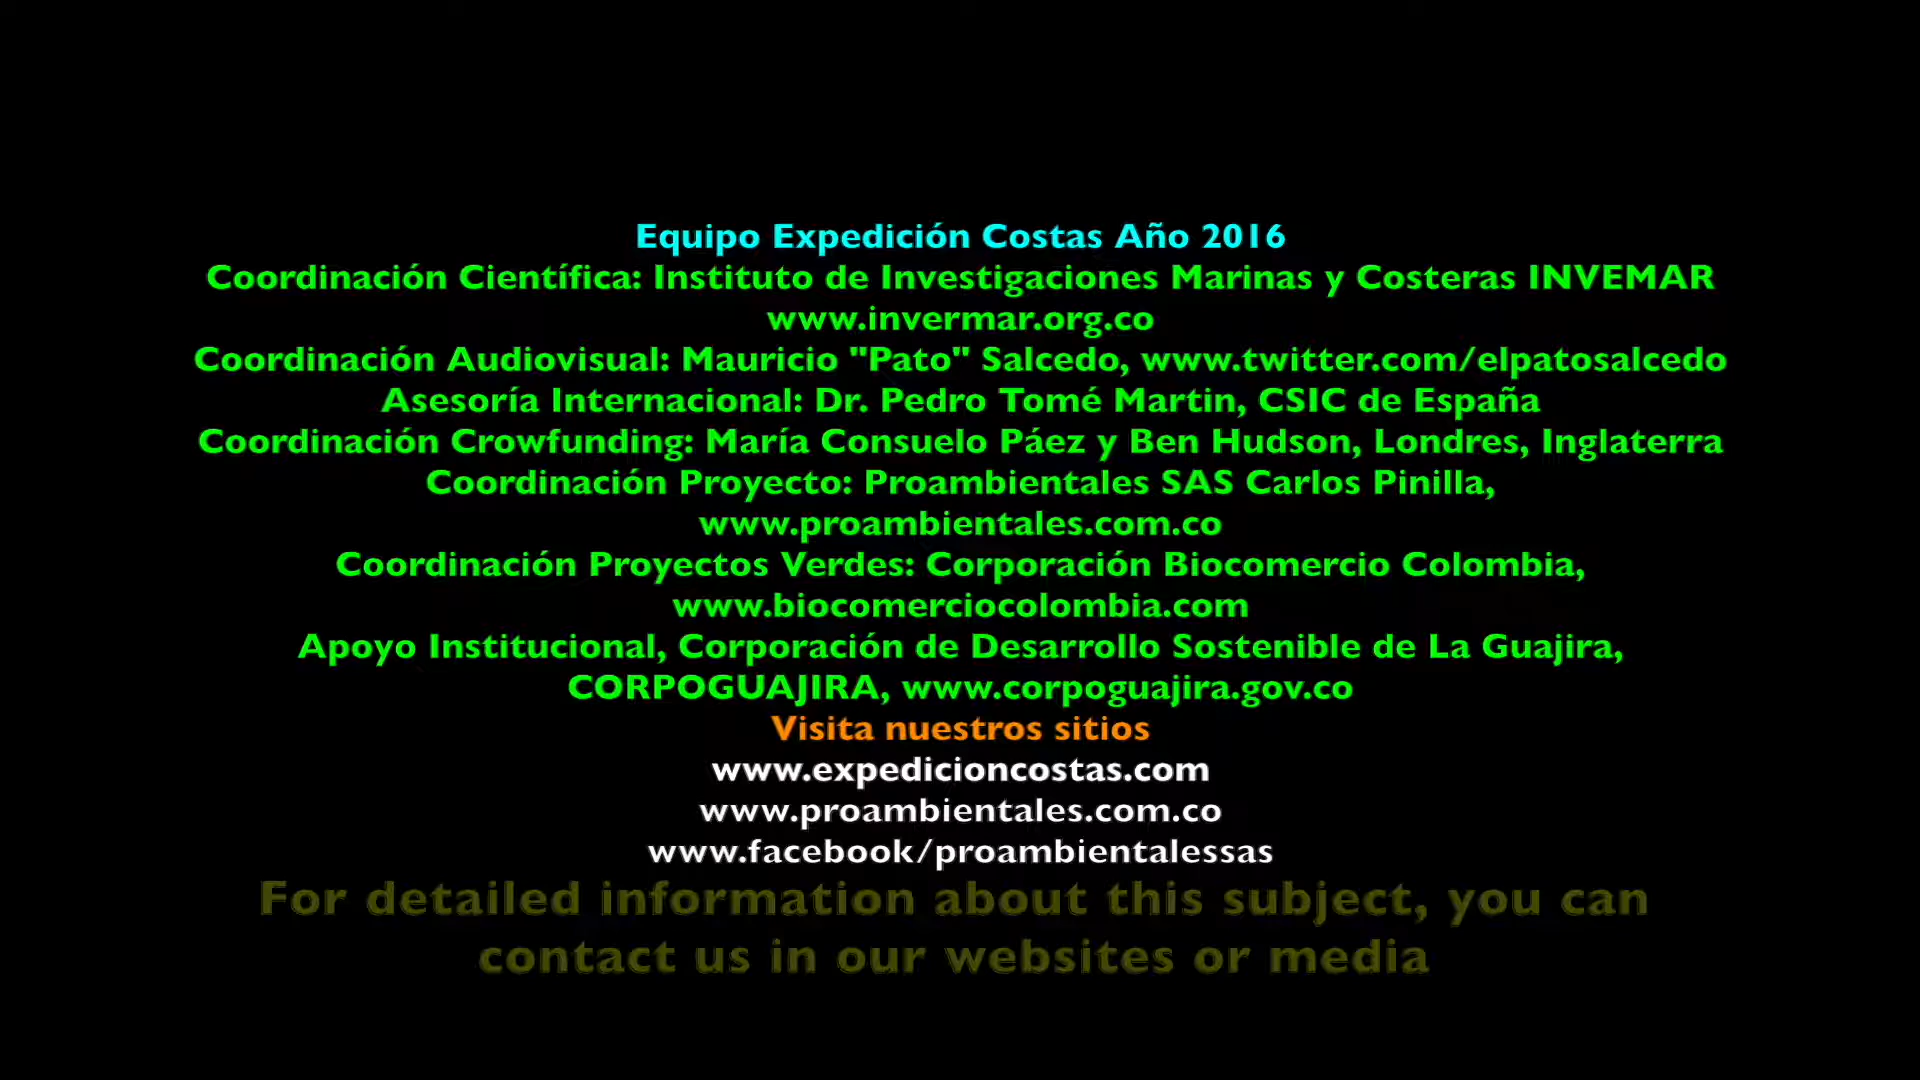 Equipo Expedición Costas Año 2016
Coordinación Científica: Instituto de Investigaciones Marinas y Costeras INVEMAR
www.invermar.org.co
Coordinación Audiovisual: Mauricio "Pato" Salcedo, www.twitter.com/elpatosalcedo
Asesoría Internacional: Dr. Pedro Tomé Martin, CSIC de España
Coordinación Crowfunding: María Consuelo Páez y Ben Hudson, Londres, Inglaterra
Coordinación Proyecto: Proambientales SAS Carlos Pinilla,
www.proambientales.com.co
Coordinación Proyectos Verdes: Corporación Biocomercio Colombia,
www.biocomerciocolombia.com
Apoyo Institucional, Corporación de Desarrollo Sostenible de La Guajira,
CORPOGUAJIRA, www.corpoguajira.gov.co
Visita nuestros sitios
www.expedicioncostas.com
www.proambientales.com.co
www.facebook/proambientalessas
For detailed information about this subject, you can
contact us in our websites or media